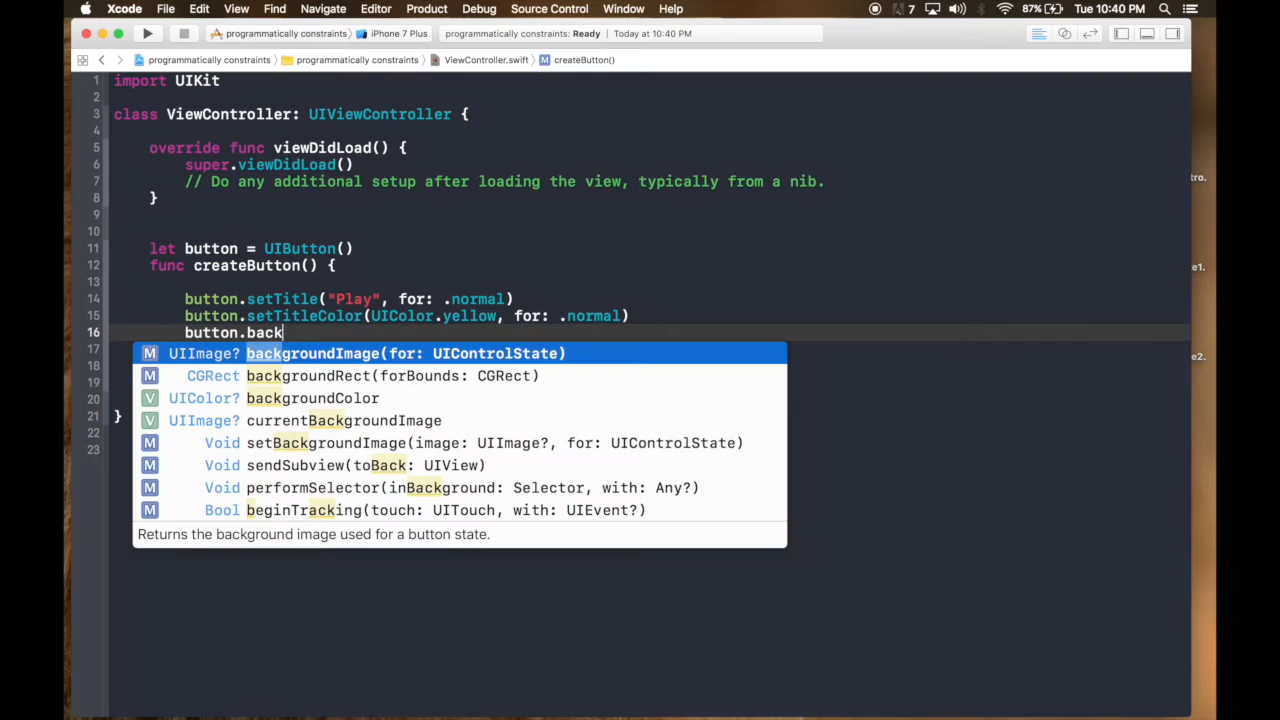 Xcode File Edit View Find Navigate Editor Product Debug Source Control Window Help 7 87% Tue 10:40 PM
programmatically constraints iPhone 7 Plus programmatically constraints: Ready Today at 10:40 PM
programmatically constraints programmatically constraints ViewController.swift createButton()
1 import UIKit
2
3 class ViewController: UIViewController {
4
5 override func viewDidLoad() {
6 super.viewDidLoad()
7 // Do any additional setup after loading the view, typically from a nib.
8 }
9
10
11 let button = UIButton()
12 func createButton() {
13
14 button.setTitle("Play", for: .normal)
15 button.setTitleColor(UIColor.yellow, for: .normal)
16 button.back
17 M UIImage? backgroundImage(for: UIControlState)
18 M CGRect backgroundRect(forBounds: CGRect)
19 V UIColor? backgroundColor
20 V UIImage? currentBackgroundImage
21 }
22 M Void setBackgroundImage(image: UIImage?, for: UIControlState)
23 M Void sendSubview(toBack: UIView)
M Void performSelector(inBackground: Selector, with: Any?)
M Bool beginTracking(touch: UITouch, with: UIEvent?)
Returns the background image used for a button state.
tro.
te1.
te2.